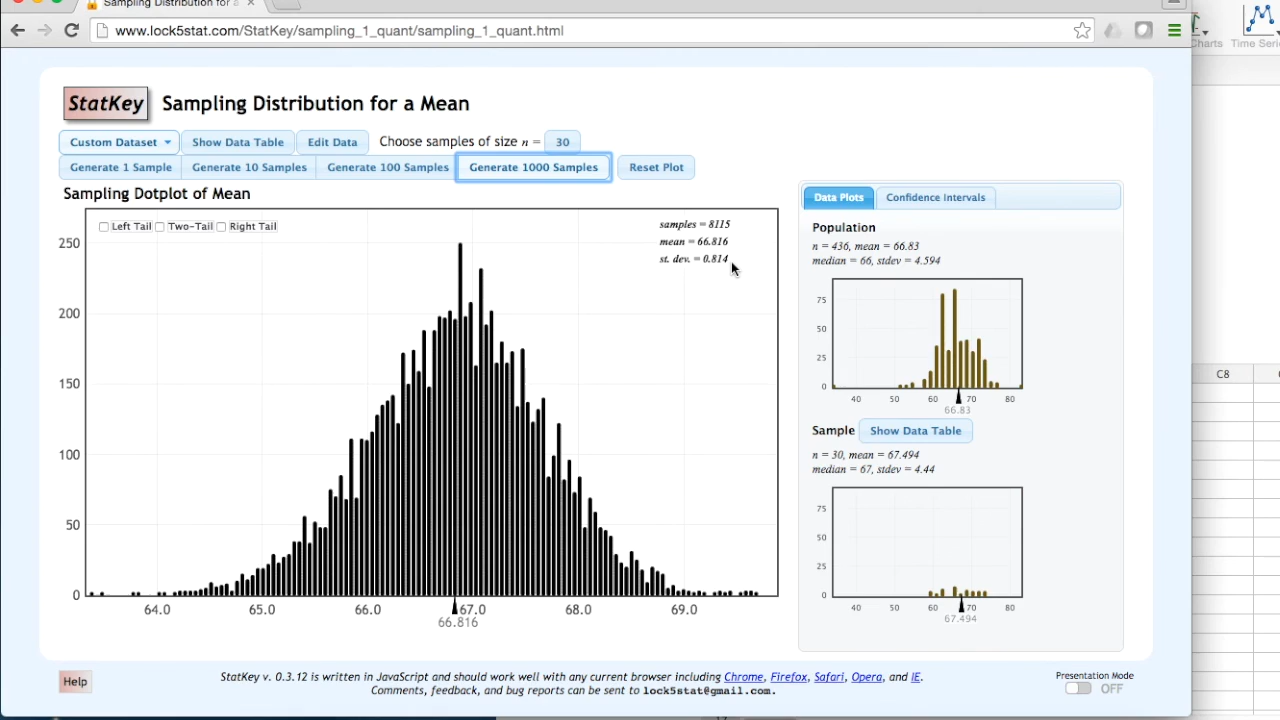 Sampling Distribution for a
www.lock5stat.com/StatKey/sampling_1_quant/sampling_1_quant.html
Charts Time Seri
StatKey Sampling Distribution for a Mean
Custom Dataset Show Data Table Edit Data Choose samples of size n = 30
Generate 1 Sample Generate 10 Samples Generate 100 Samples Generate 1000 Samples Reset Plot
Sampling Dotplot of Mean
Left Tail Two-Tail Right Tail
samples = 8115
mean = 66.816
st. dev. = 0.814
250
200
150
100
50
0
64.0 65.0 66.0 67.0 68.0 69.0
66.816
Data Plots Confidence Intervals
Population
n = 436, mean = 66.83
median = 66, stdev = 4.594
75
50
25
0
40 50 60 70 80
66.83
Sample Show Data Table
n = 30, mean = 67.494
median = 67, stdev = 4.44
75
50
25
0
40 50 60 70 80
67.494
C8
Help
StatKey v. 0.3.12 is written in JavaScript and should work well with any current browser including Chrome, Firefox, Safari, Opera, and IE.
Comments, feedback, and bug reports can be sent to lock5stat@gmail.com.
Presentation Mode
OFF